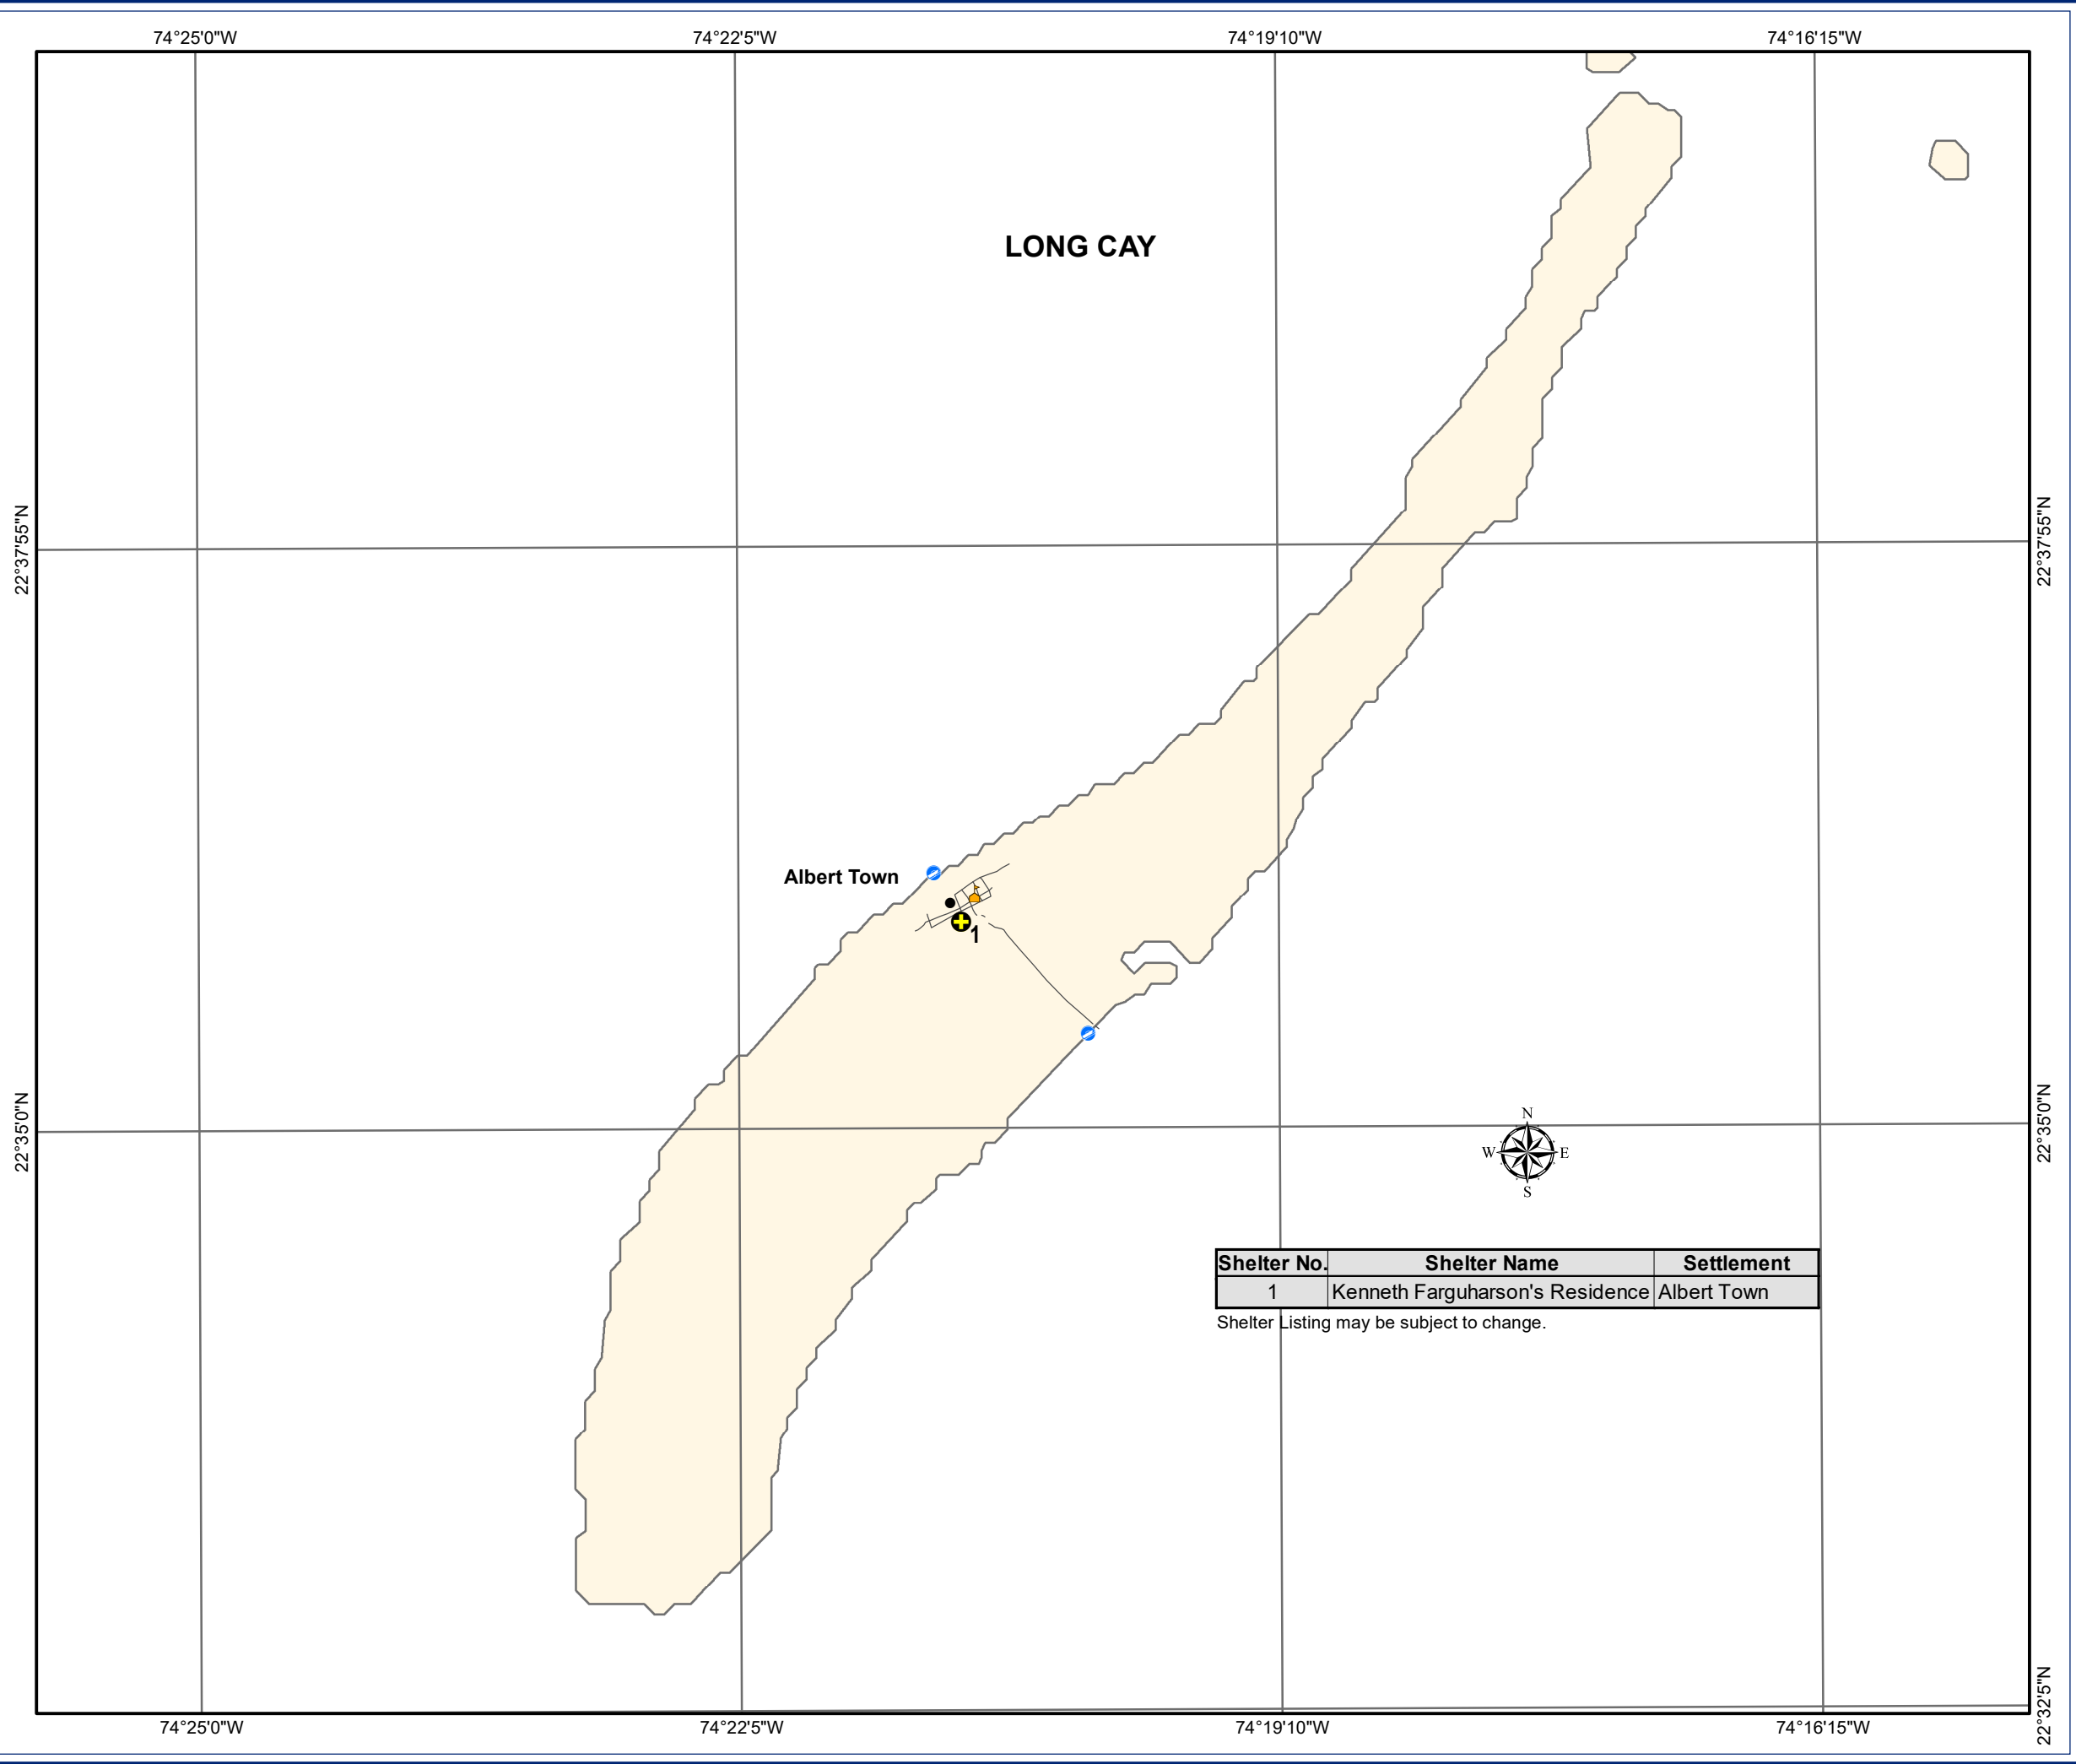 74°25'0"W 74°22'5"W 74°19'10"W 74°16'15"W
LONG CAY
22°37'55"N 22°37'55"N
Albert Town
1
22°35'0"N 22°35'0"N
N
W E
S
Shelter No. Shelter Name Settlement
1 Kenneth Farguharson's Residence Albert Town
Shelter Listing may be subject to change.
22°32'5"N
74°25'0"W 74°22'5"W 74°19'10"W 74°16'15"W